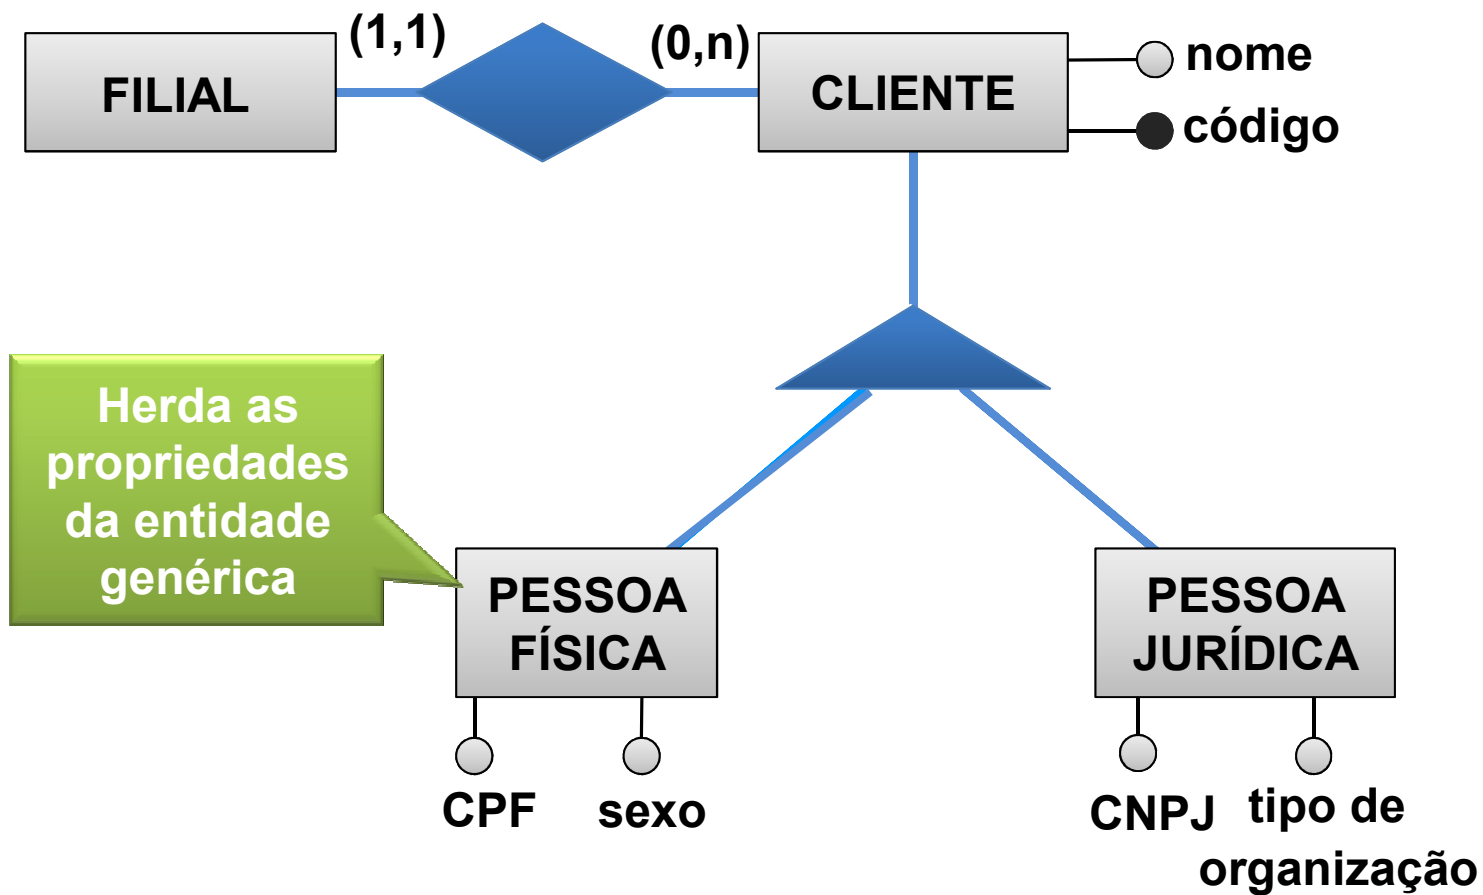 FILIAL
(1,1)
(0,n)
CLIENTE
nome
código
Herda as
propriedades
da entidade
genérica
PESSOA
FÍSICA
PESSOA
JURÍDICA
CPF
sexo
CNPJ
tipo de
organização